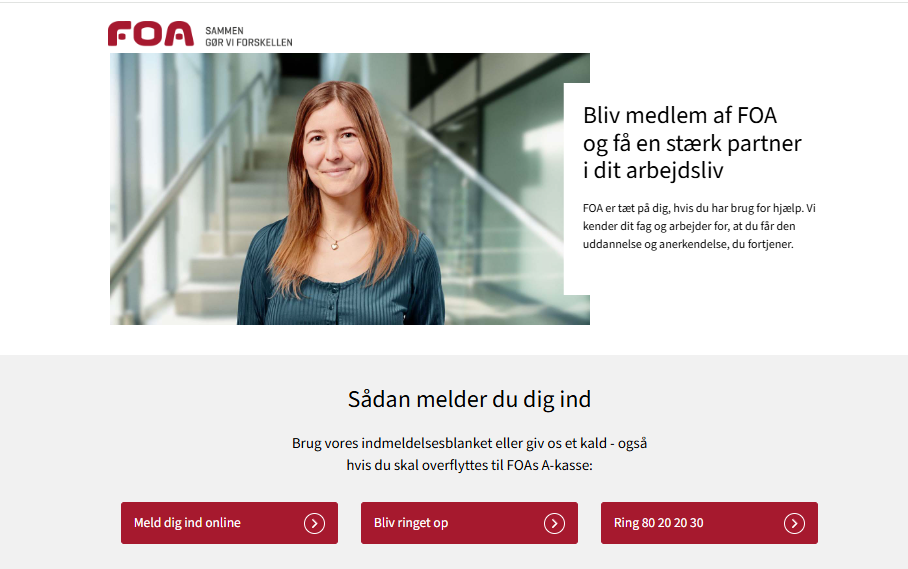 FOA
SAMMEN
GØR VI FORSKELLEN
Bliv medlem af FOA
og få en stærk partner
i dit arbejdsliv
FOA er tæt på dig, hvis du har brug for hjælp. Vi
kender dit fag og arbejder for, at du får den
uddannelse og anerkendelse, du fortjener.
Sådan melder du dig ind
Brug vores indmeldelsesblanket eller giv os et kald - også
hvis du skal overflyttes til FOAs A-kasse:
Meld dig ind online
Bliv ringet op
Ring 80 20 20 30